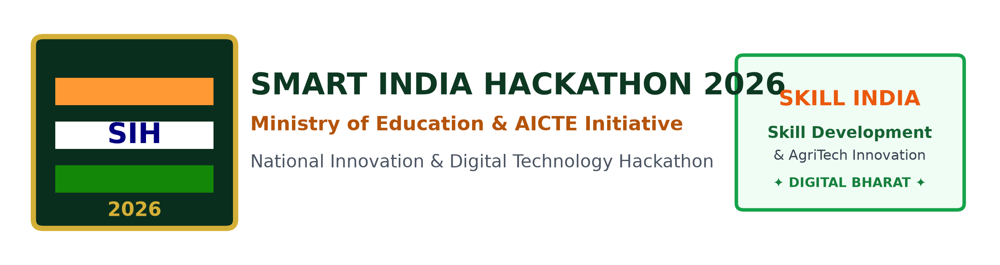 SIH
2026
SMART INDIA HACKATHON 2026
Ministry of Education & AICTE Initiative
National Innovation & Digital Technology Hackathon
SKILL INDIA
Skill Development
& AgriTech Innovation
✦ DIGITAL BHARAT ✦